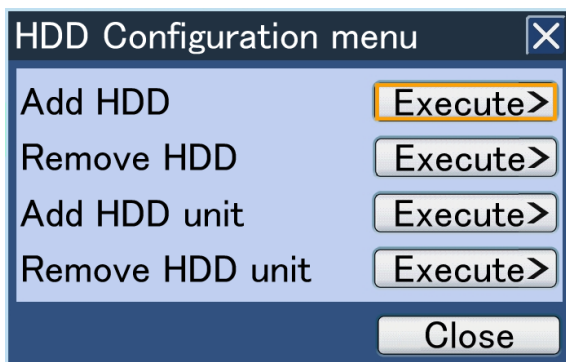 HDD Configuration menu
Add HDD Execute>
Remove HDD Execute>
Add HDD unit Execute>
Remove HDD unit Execute>
Close